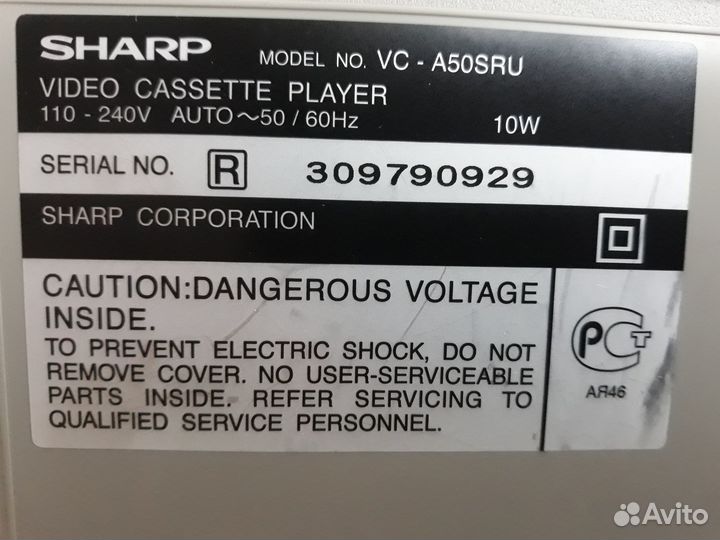 SHARP MODEL NO. VC - A50SRU
VIDEO CASSETTE PLAYER
110 - 240V AUTO～50 / 60Hz 10W
SERIAL NO. R 309790929
SHARP CORPORATION
CAUTION:DANGEROUS VOLTAGE
INSIDE.
TO PREVENT ELECTRIC SHOCK, DO NOT
REMOVE COVER. NO USER-SERVICEABLE
PARTS INSIDE. REFER SERVICING TO
QUALIFIED SERVICE PERSONNEL.
РСТ
АЯ46
Avito